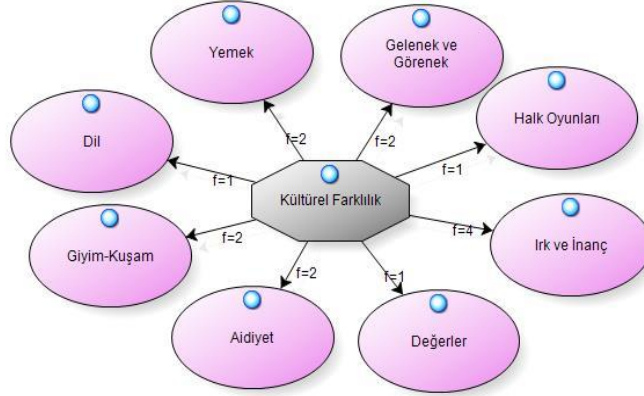 Yemek
Gelenek ve
Görenek
Halk Oyunları
Dil
f=2
f=2
f=1
f=1
Kültürel Farklılık
Irk ve İnanç
f=4
Giyim-Kuşam
f=2
f=2
f=1
Aidiyet
Değerler